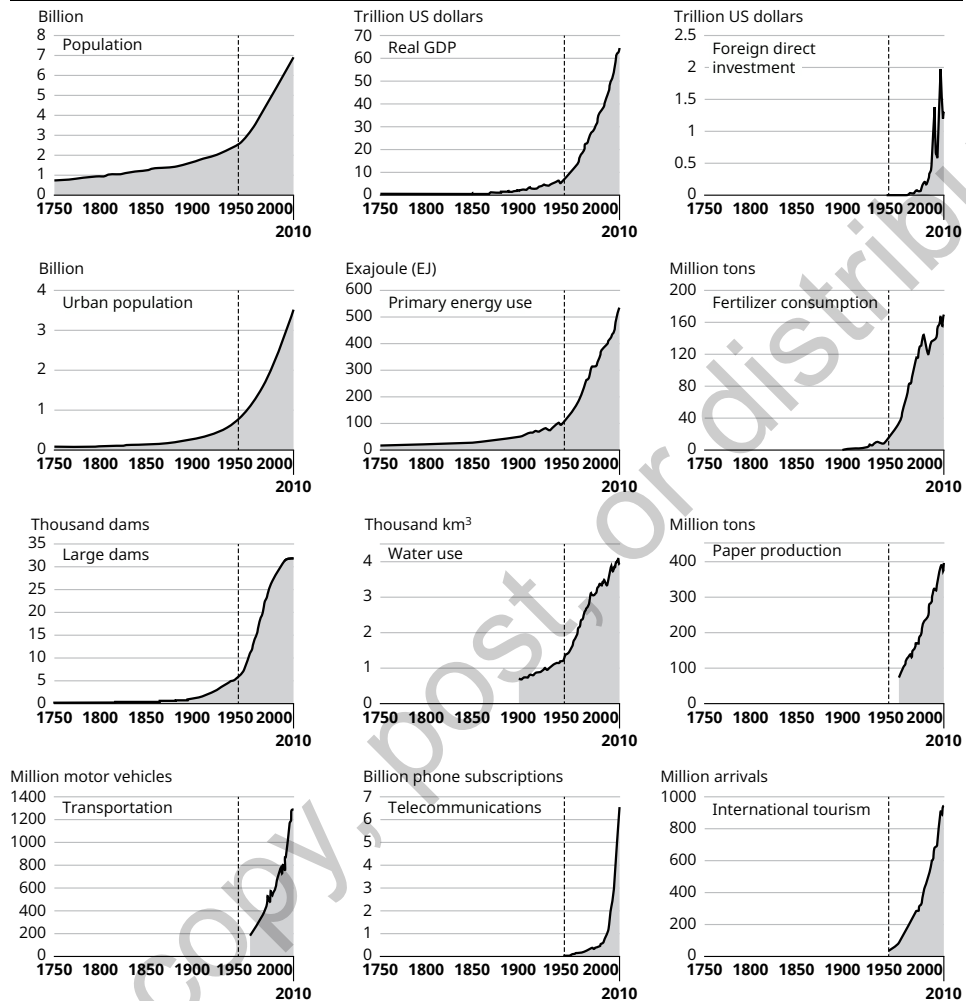 Billion
8
Population
7
6
5
4
3
2
1
0
1750 1800 1850 1900 1950 2000
2010
Trillion US dollars
70
Real GDP
60
50
40
30
20
10
0
1750 1800 1850 1900 1950 2000
2010
Trillion US dollars
2.5
Foreign direct
investment
2
1.5
1
0.5
0
1750 1800 1850 1900 1950 2000
2010
Billion
4
Urban population
3
2
1
0
1750 1800 1850 1900 1950 2000
2010
Exajoule (EJ)
600
Primary energy use
500
400
300
200
100
0
1750 1800 1850 1900 1950 2000
2010
Million tons
200
Fertilizer consumption
160
120
80
40
0
1750 1800 1850 1900 1950 2000
2010
Thousand dams
35
Large dams
30
25
20
15
10
5
0
1750 1800 1850 1900 1950 2000
2010
Thousand km³
Water use
4
3
2
1
0
1750 1800 1850 1900 1950 2000
2010
Million tons
Paper production
400
300
200
100
0
1750 1800 1850 1900 1950 2000
2010
Million motor vehicles
1400
Transportation
1200
1000
800
600
400
200
0
1750 1800 1850 1900 1950 2000
2010
Billion phone subscriptions
7
Telecommunications
6
5
4
3
2
1
0
1750 1800 1850 1900 1950 2000
2010
Million arrivals
1000
International tourism
800
600
400
200
0
1750 1800 1850 1900 1950 2000
2010
copy, post, or distrib